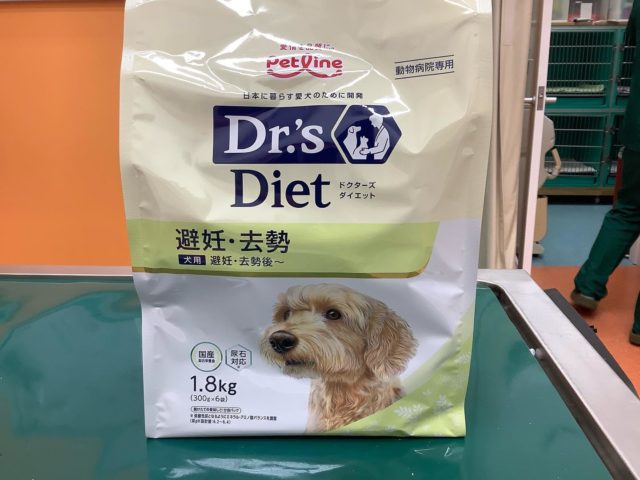 愛情を品質に。
Petline
動物病院専用
日本に暮らす愛犬のために開発
Dr.'s
Diet
ドクターズ
ダイエット
避妊・去勢
犬用 避妊・去勢後～
国産
尿石
対応
1.8kg
(300g×6袋)